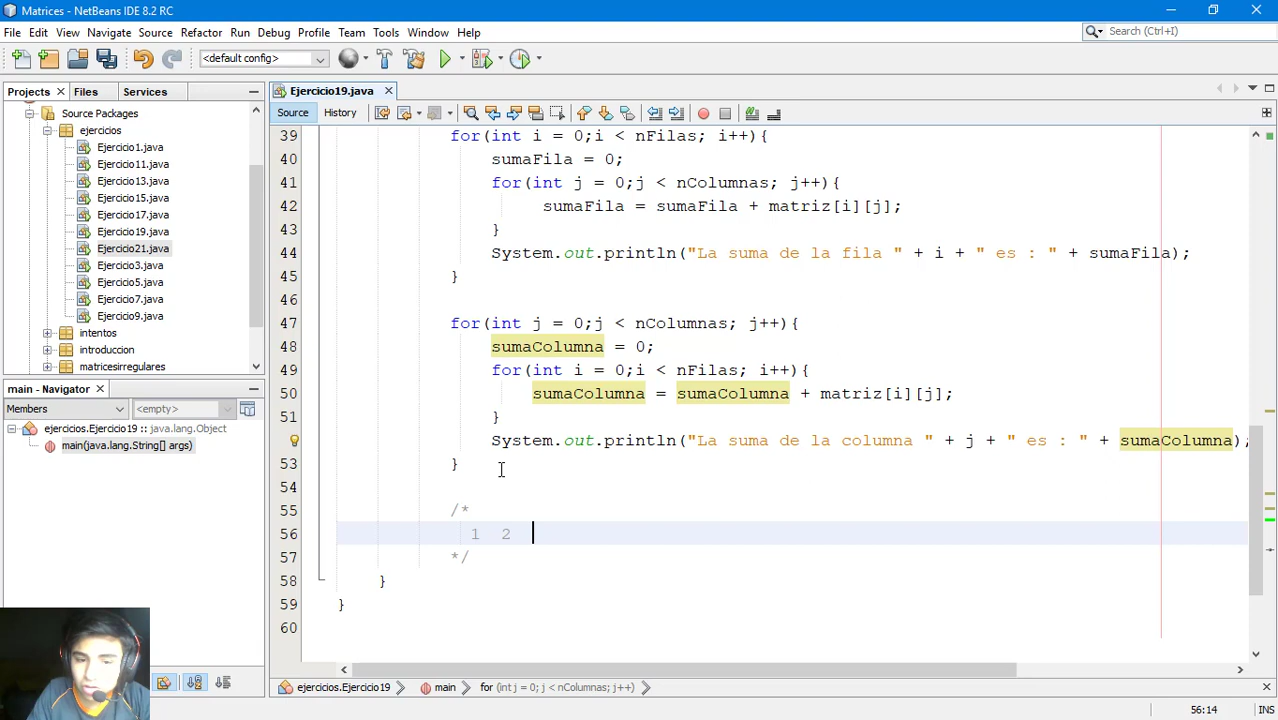 Matrices - NetBeans IDE 8.2 RC
File Edit View Navigate Source Refactor Run Debug Profile Team Tools Window Help
Search (Ctrl+I)
<default config>
Projects Files Services
Ejercicio19.java
Source History
Source Packages
ejercicios
Ejercicio1.java
Ejercicio11.java
Ejercicio13.java
Ejercicio15.java
Ejercicio17.java
Ejercicio19.java
Ejercicio21.java
Ejercicio3.java
Ejercicio5.java
Ejercicio7.java
Ejercicio9.java
intentos
introduccion
matricesirregulares
main - Navigator
Members <empty>
ejercicios.Ejercicio19 :: java.lang.Object
main(java.lang.String[] args)
39 for(int i = 0;i < nFilas; i++){
40 sumaFila = 0;
41 for(int j = 0;j < nColumnas; j++){
42 sumaFila = sumaFila + matriz[i][j];
43 }
44 System.out.println("La suma de la fila " + i + " es : " + sumaFila);
45 }
46
47 for(int j = 0;j < nColumnas; j++){
48 sumaColumna = 0;
49 for(int i = 0;i < nFilas; i++){
50 sumaColumna = sumaColumna + matriz[i][j];
51 }
System.out.println("La suma de la columna " + j + " es : " + sumaColumna);
53 }
54
55 /*
56 1 2
57 */
58 }
59 }
60
ejercicios.Ejercicio19 main for (int j = 0; j < nColumnas; j++)
56:14 INS